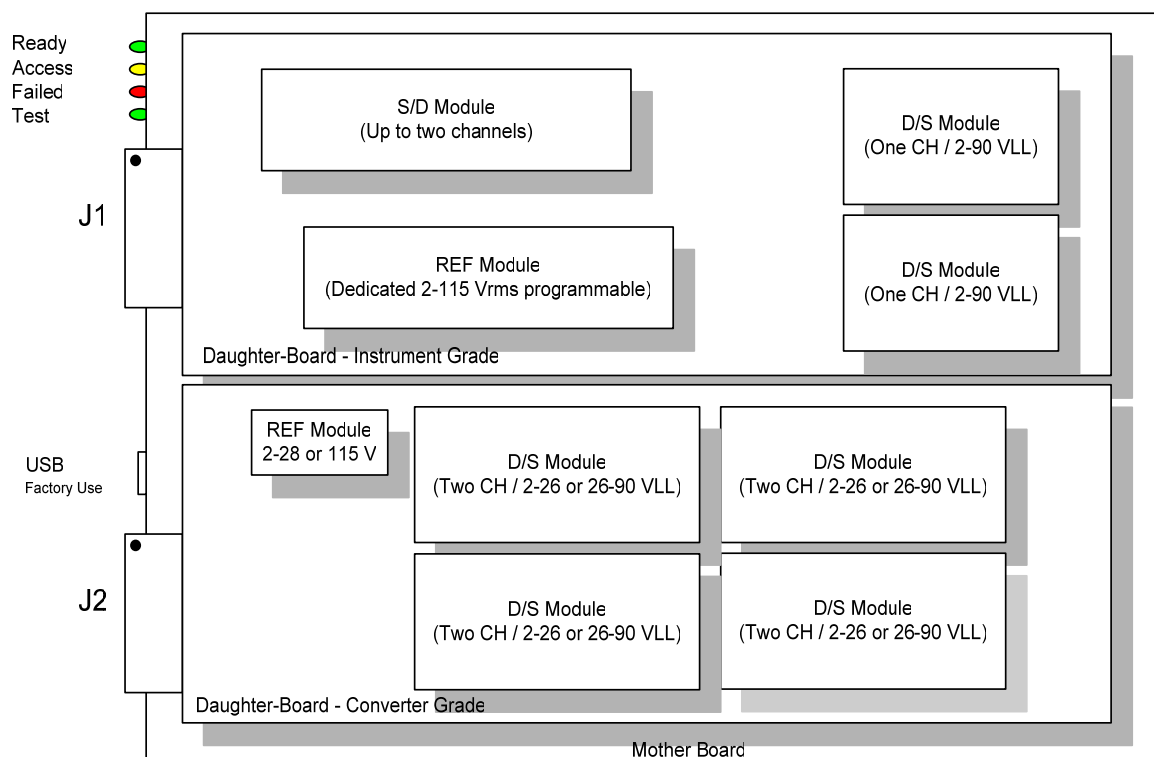 Ready
Access
Failed
Test
S/D Module
(Up to two channels)
D/S Module
(One CH / 2-90 VLL)
J1
REF Module
(Dedicated 2-115 Vrms programmable)
D/S Module
(One CH / 2-90 VLL)
Daughter-Board - Instrument Grade
REF Module
2-28 or 115 V
D/S Module
(Two CH / 2-26 or 26-90 VLL)
D/S Module
(Two CH / 2-26 or 26-90 VLL)
USB
Factory Use
J2
D/S Module
(Two CH / 2-26 or 26-90 VLL)
D/S Module
(Two CH / 2-26 or 26-90 VLL)
Daughter-Board - Converter Grade
Mother Board